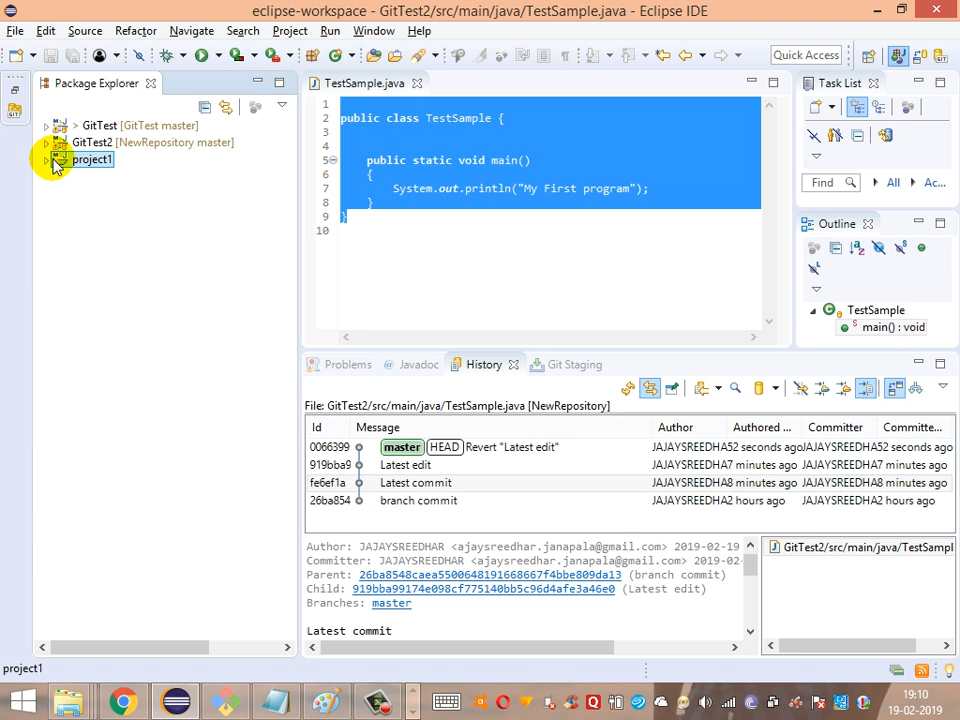 eclipse-workspace - GitTest2/src/main/java/TestSample.java - Eclipse IDE
File Edit Source Refactor Navigate Search Project Run Window Help
Quick Access
Package Explorer
> GitTest [GitTest master]
GitTest2 [NewRepository master]
project1
TestSample.java
1
2 public class TestSample {
3
4
5 public static void main()
6 {
7 System.out.println("My First program");
8 }
9 }
10
Task List
Find All Ac...
Outline
TestSample
main() : void
Problems Javadoc History Git Staging
File: GitTest2/src/main/java/TestSample.java [NewRepository]
Id Message Author Authored ... Committer Committe...
0066399 master HEAD Revert "Latest edit" JAJAYSREEDHA 52 seconds ago JAJAYSREEDHA 52 seconds ago
919bba9 Latest edit JAJAYSREEDHA 7 minutes ago JAJAYSREEDHA 7 minutes ago
fe6ef1a Latest commit JAJAYSREEDHA 8 minutes ago JAJAYSREEDHA 8 minutes ago
26ba854 branch commit JAJAYSREEDHA 2 hours ago JAJAYSREEDHA 2 hours ago
Author: JAJAYSREEDHAR <ajaysreedhar.janapala@gmail.com> 2019-02-19
Committer: JAJAYSREEDHAR <ajaysreedhar.janapala@gmail.com> 2019-02-
Parent: 26ba8548caea5500648191668667f4bbe809da13 (branch commit)
Child: 919bba99174e098cf775140bb5c96d4afe3a46e0 (Latest edit)
Branches: master
Latest commit
GitTest2/src/main/java/TestSampl
project1
19:10
19-02-2019